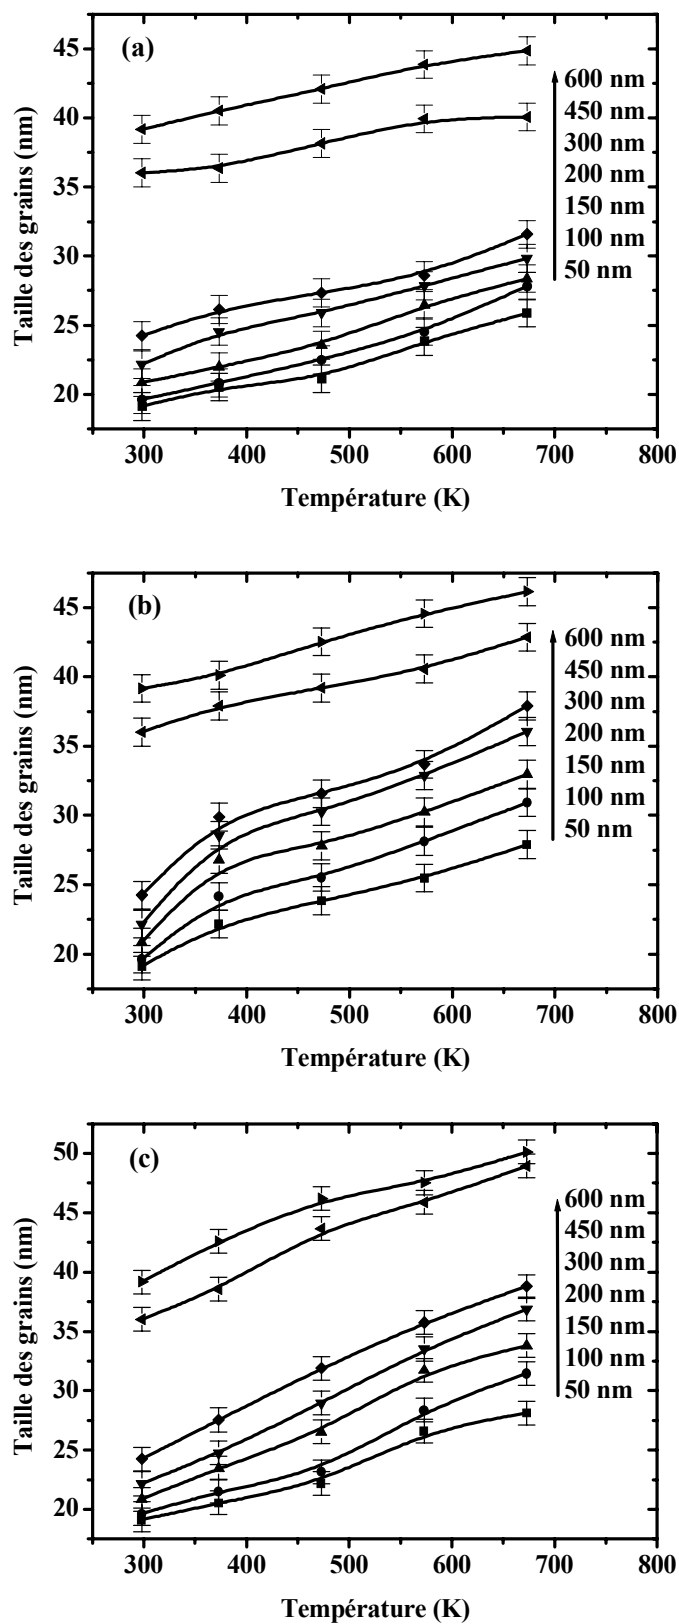 (a)
45
40
35
30
25
20
Taille des grains (nm)
600 nm
450 nm
300 nm
200 nm
150 nm
100 nm
50 nm
300 400 500 600 700 800
Température (K)
(b)
45
40
35
30
25
20
Taille des grains (nm)
600 nm
450 nm
300 nm
200 nm
150 nm
100 nm
50 nm
300 400 500 600 700 800
Température (K)
(c)
50
45
40
35
30
25
20
Taille des grains (nm)
600 nm
450 nm
300 nm
200 nm
150 nm
100 nm
50 nm
300 400 500 600 700 800
Température (K)